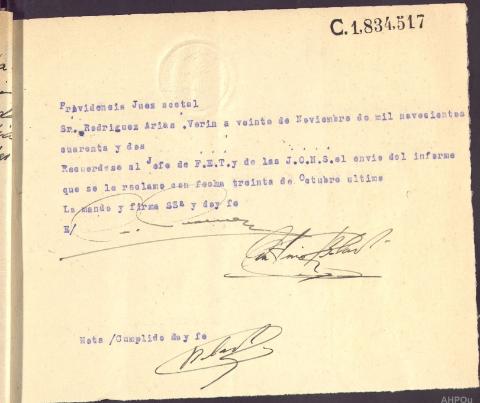 C.1.834.517
Providencia Juez acctal
Sr. Rodriguez Arias .Verin a veinte de Noviembre de mil novecientos
cuarenta y dos
Recuerdese al Jefe de F.E.T.y de las J.O.N.S.el envio del informe
que se le reclamo con fecha treinta de Octubre ultimo
Lo mando y firma SSª y doy fe
E/
Nota /Cumplido doy fe
AHPOu